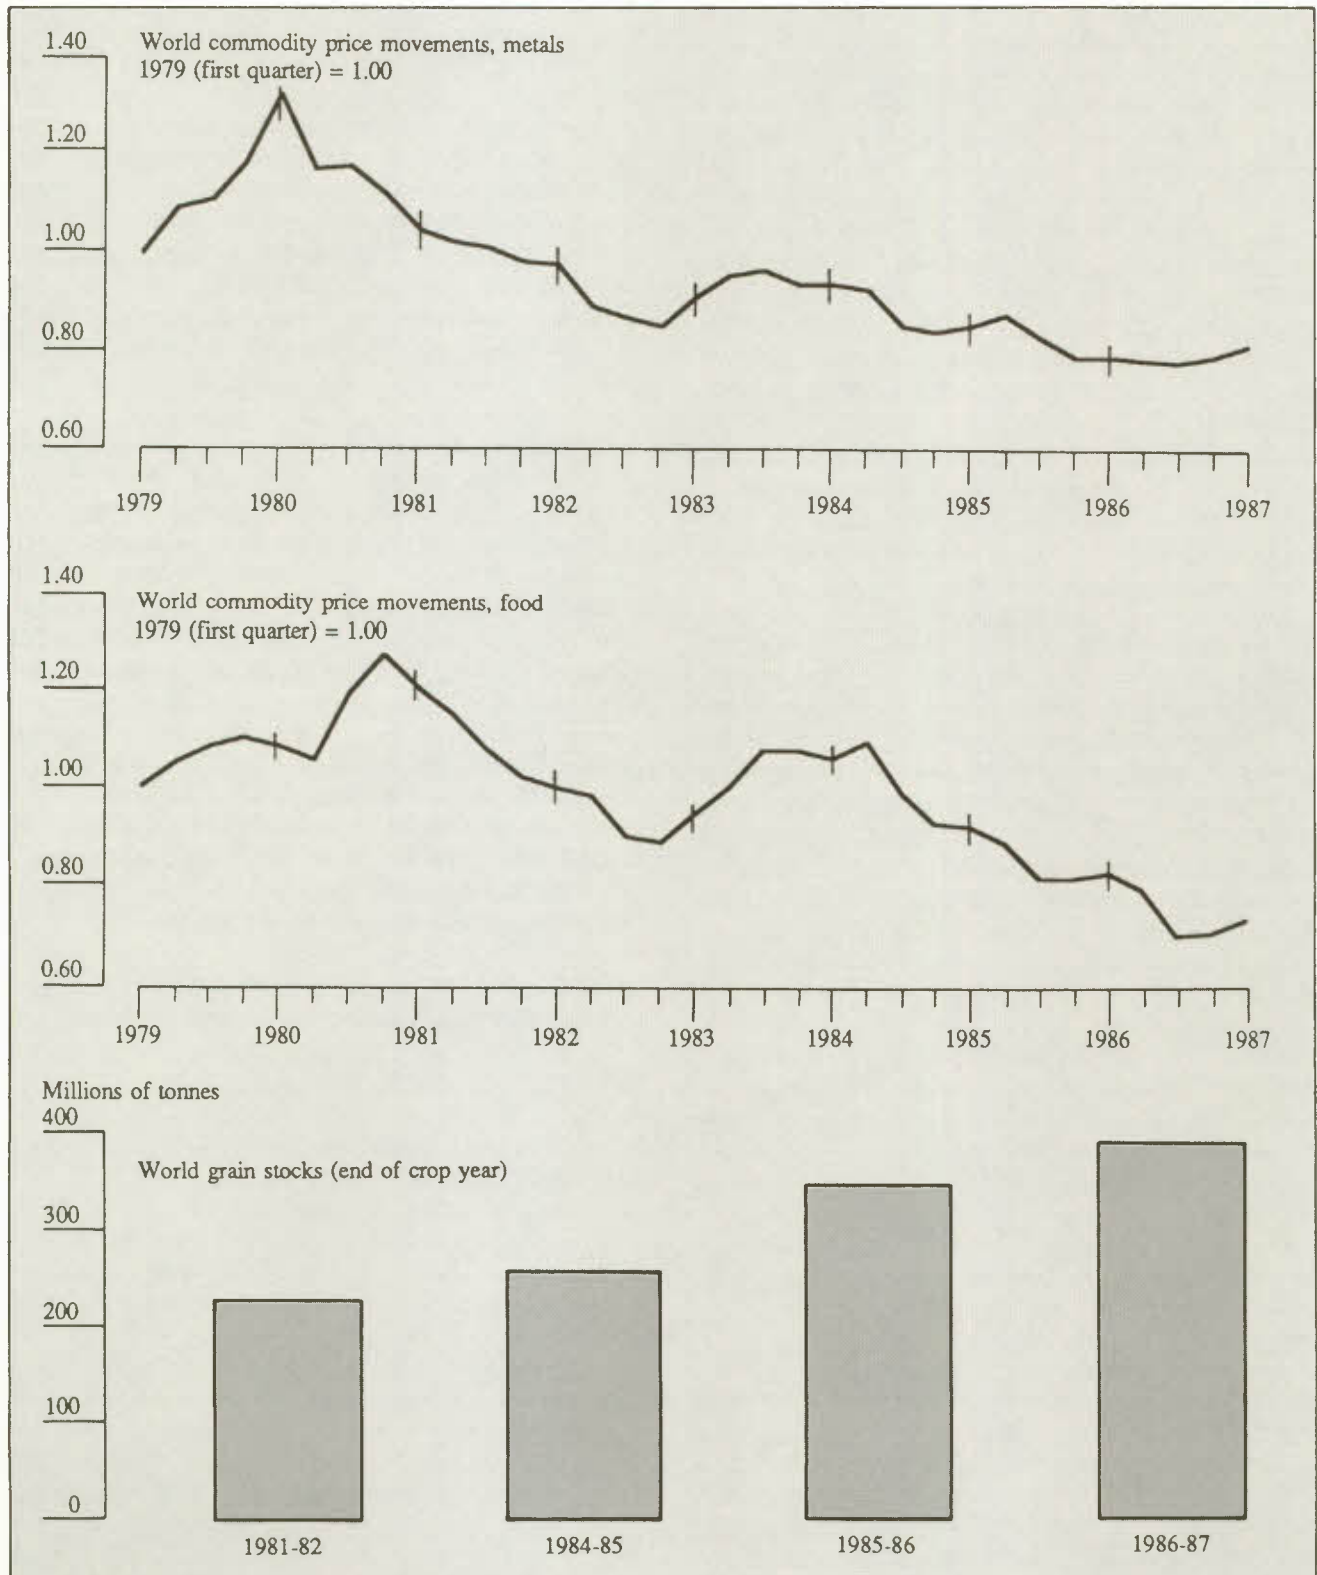 World commodity price movements, metals
1979 (first quarter) = 1.00
1.40
1.20
1.00
0.80
0.60
1979 1980 1981 1982 1983 1984 1985 1986 1987
World commodity price movements, food
1979 (first quarter) = 1.00
1.40
1.20
1.00
0.80
0.60
1979 1980 1981 1982 1983 1984 1985 1986 1987
Millions of tonnes
400
World grain stocks (end of crop year)
300
200
100
0
1981-82 1984-85 1985-86 1986-87